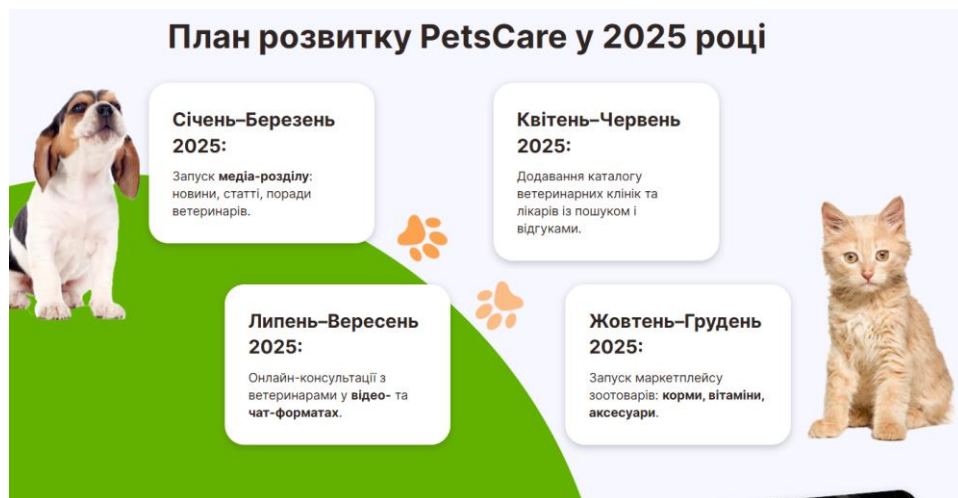 План розвитку PetsCare у 2025 році
Січень–Березень
2025:
Запуск медіа-розділу:
новини, статті, поради
ветеринарів.
Квітень–Червень
2025:
Додавання каталогу
ветеринарних клінік та
лікарів із пошуком і
відгуками.
Липень–Вересень
2025:
Онлайн-консультації з
ветеринарами у відео- та
чат-форматах.
Жовтень–Грудень
2025:
Запуск маркетплейсу
зоотоварів: корми, вітаміни,
аксесуари.